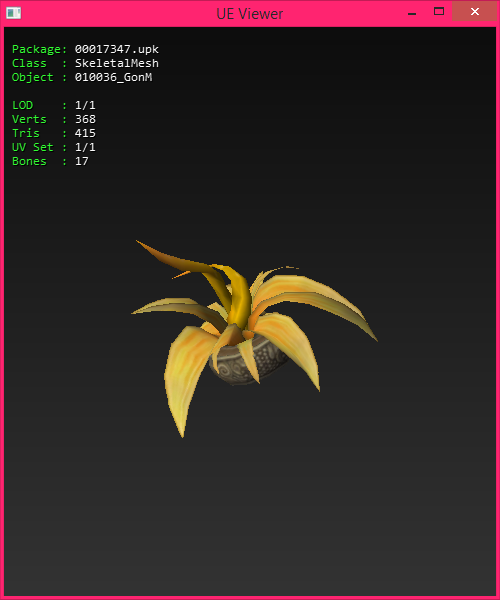 UE Viewer
Package: 00017347.upk
Class : SkeletalMesh
Object : 010036_GonM
LOD : 1/1
Verts : 368
Tris : 415
UV Set : 1/1
Bones : 17